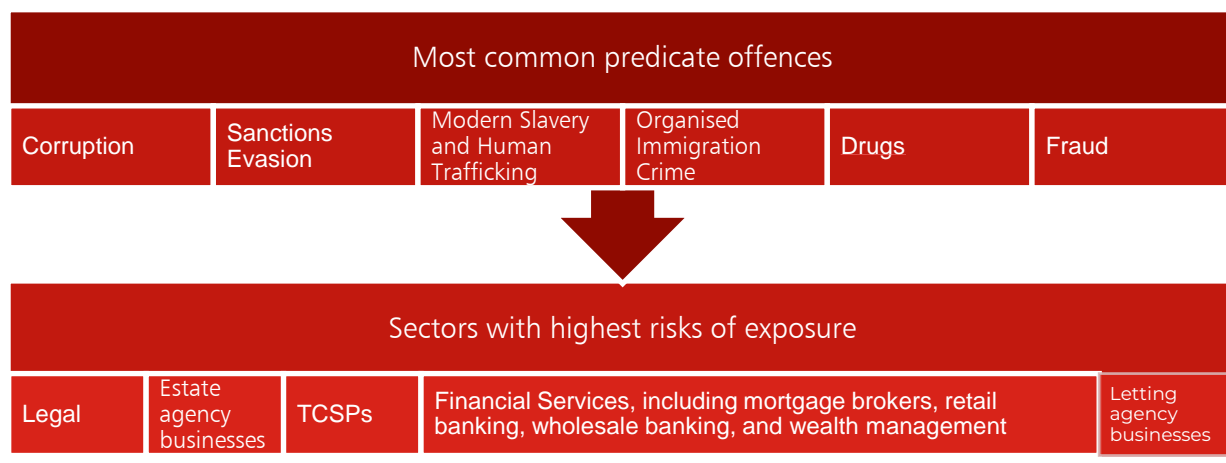 Most common predicate offences
Corruption
Sanctions
Evasion
Modern Slavery
and Human
Trafficking
Organised
Immigration
Crime
Drugs
Fraud
Sectors with highest risks of exposure
Legal
Estate
agency
businesses
TCSPs
Financial Services, including mortgage brokers, retail
banking, wholesale banking, and wealth management
Letting
agency
businesses